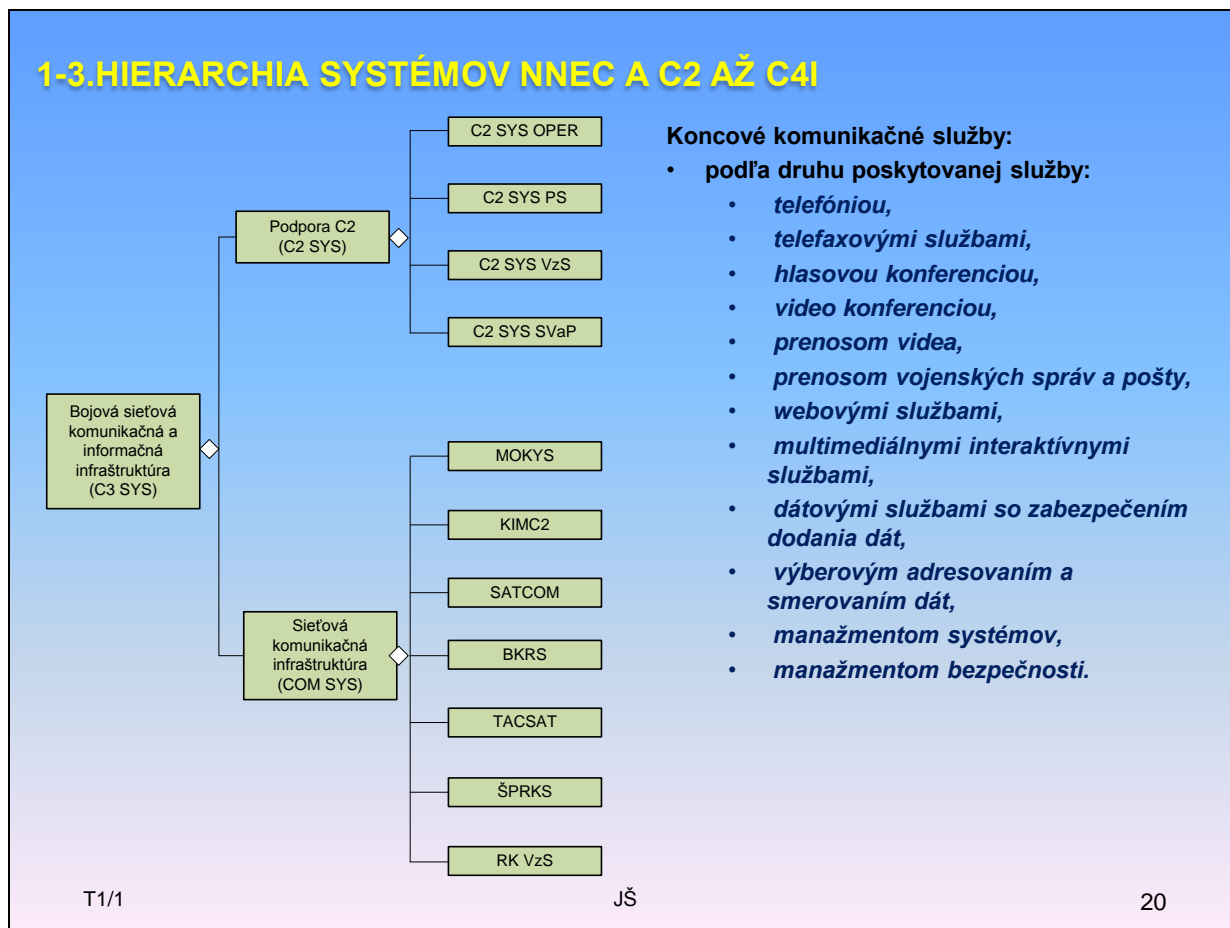 1-3.HIERARCHIA SYSTÉMOV NNEC A C2 AŽ C4I
Bojová sieťová
komunikačná a
informačná
infraštruktúra
(C3 SYS)
Podpora C2
(C2 SYS)
C2 SYS OPER
C2 SYS PS
C2 SYS VzS
C2 SYS SVaP
Sieťová
komunikačná
infraštruktúra
(COM SYS)
MOKYS
KIMC2
SATCOM
BKRS
TACSAT
ŠPRKS
RK VzS
Koncové komunikačné služby:
• podľa druhu poskytovanej služby:
• telefóniou,
• telefaxovými službami,
• hlasovou konferenciou,
• video konferenciou,
• prenosom videa,
• prenosom vojenských správ a pošty,
• webovými službami,
• multimediálnymi interaktívnymi
službami,
• dátovými službami so zabezpečením
dodania dát,
• výberovým adresovaním a
smerovaním dát,
• manažmentom systémov,
• manažmentom bezpečnosti.
T1/1
JŠ
20